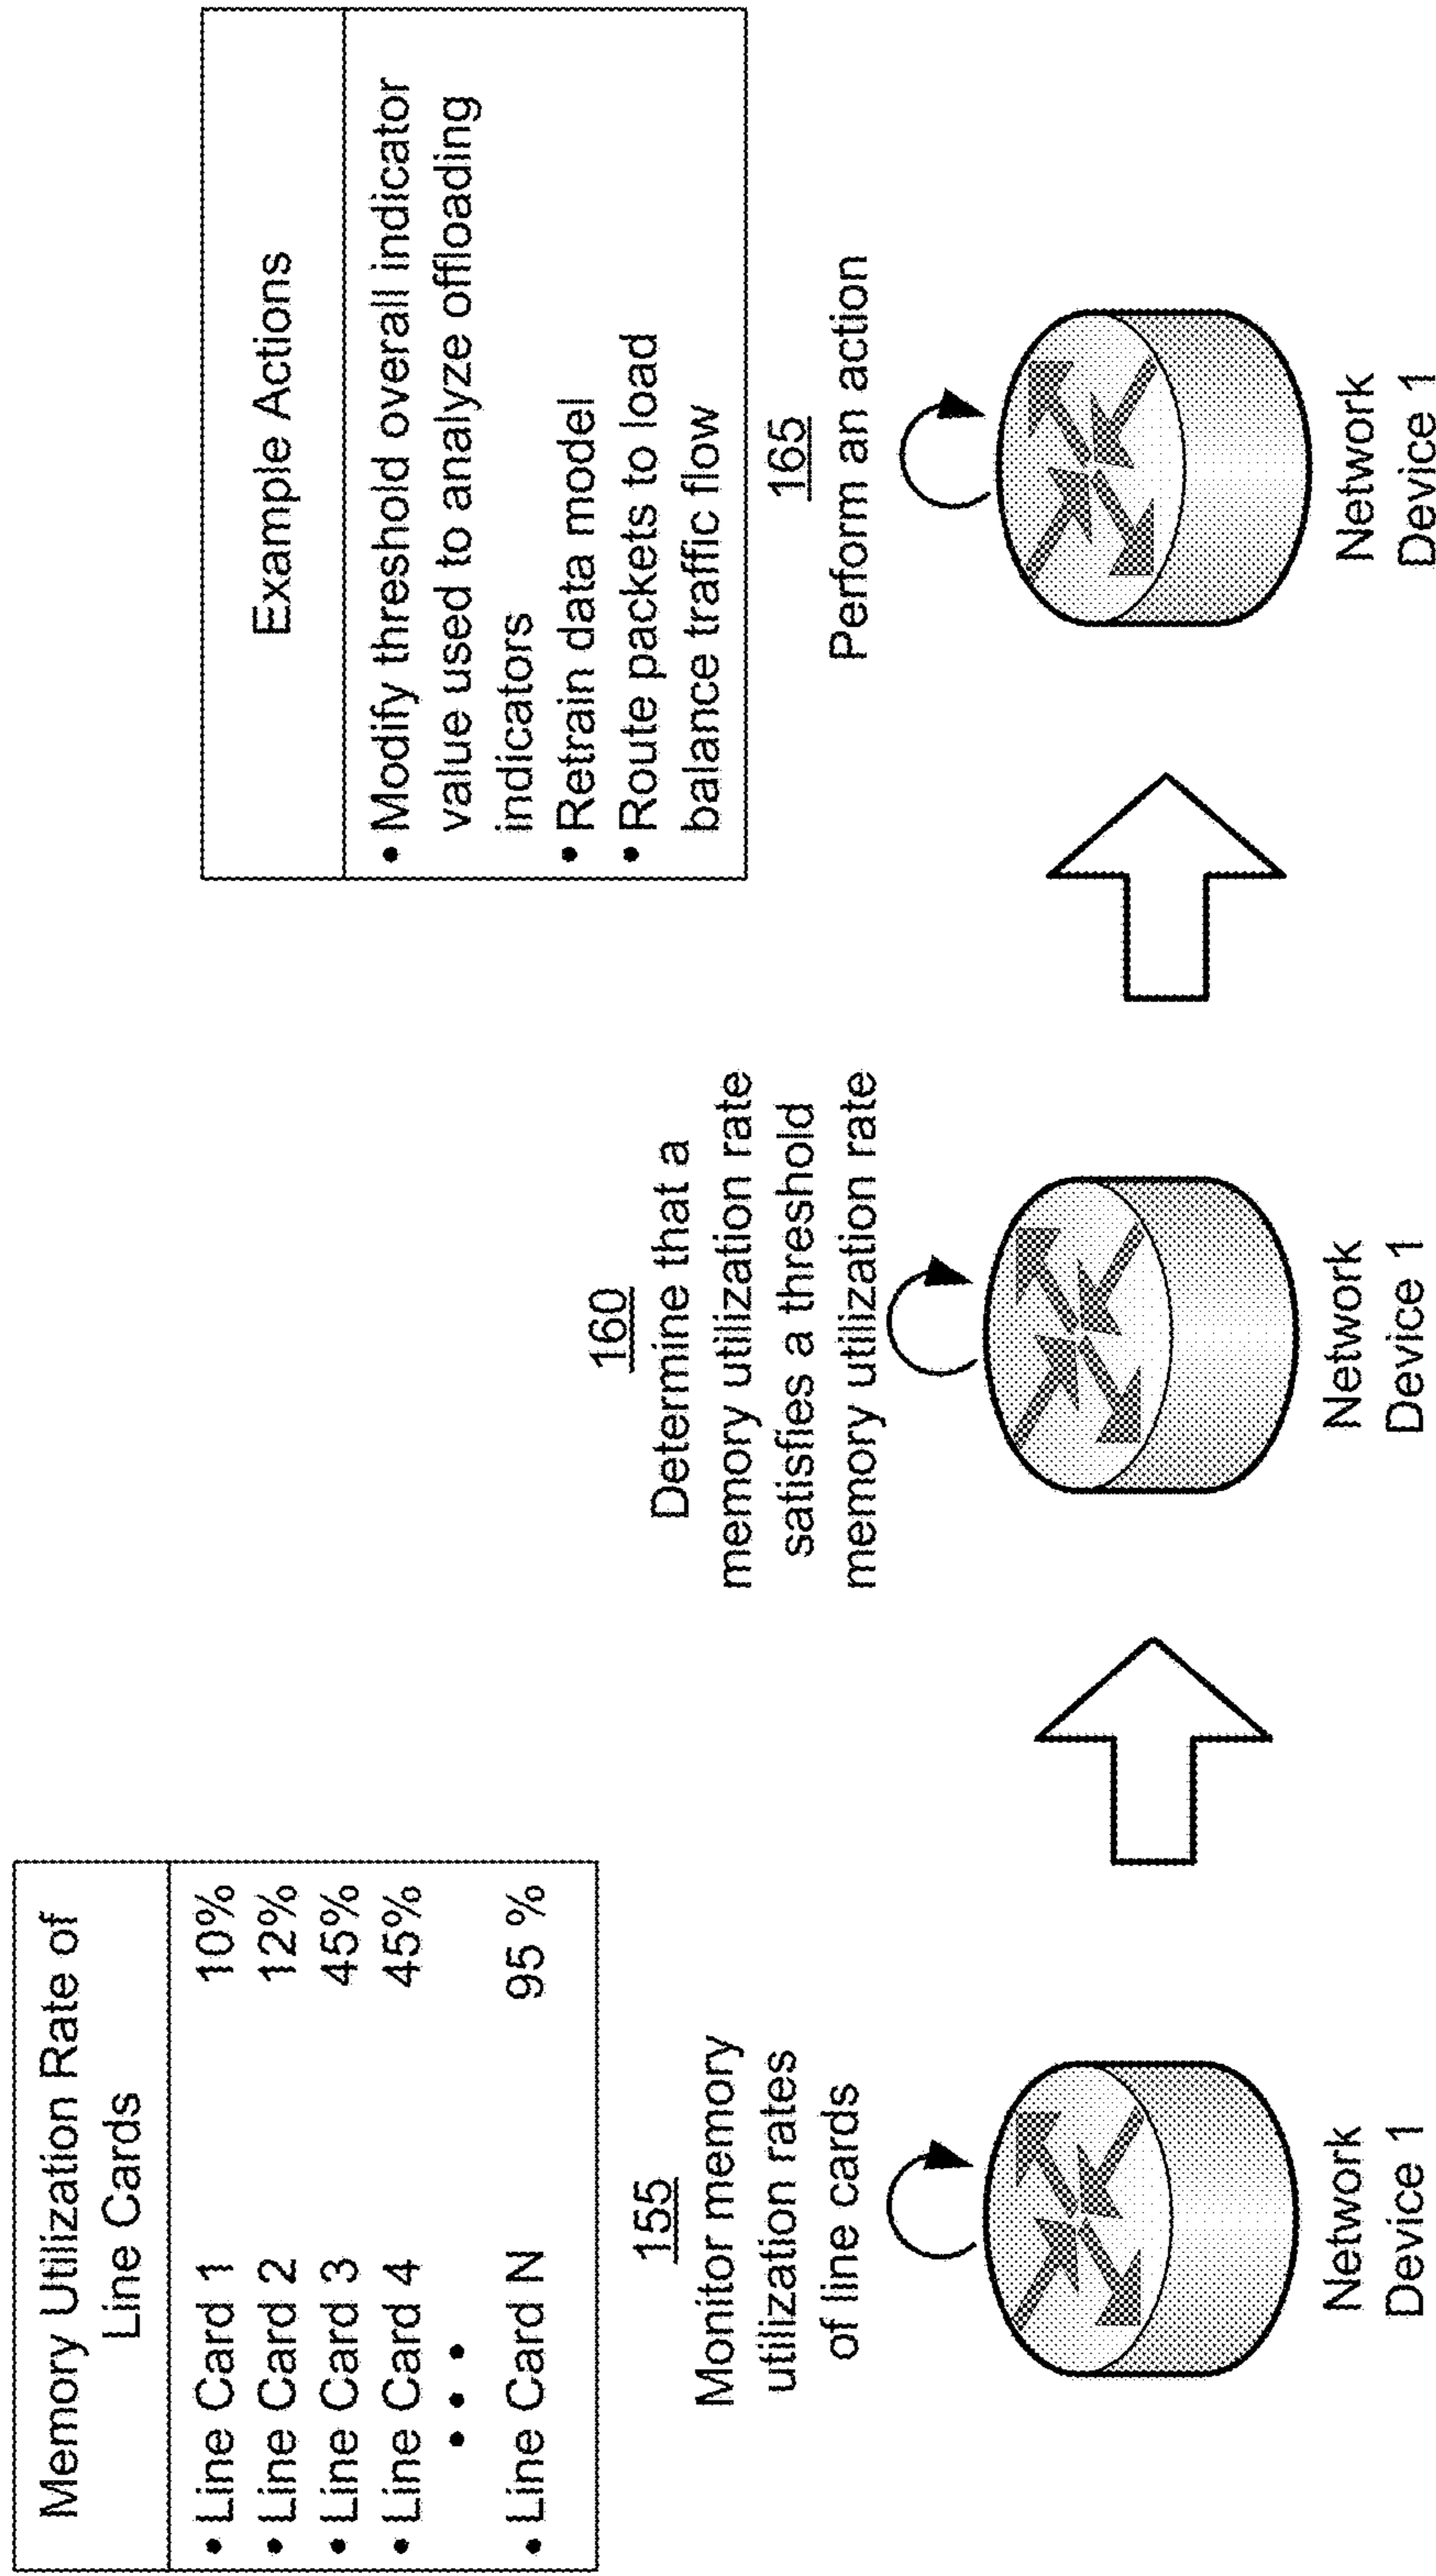 Memory Utilization Rate of
Line Cards
• Line Card 1 10%
• Line Card 2 12%
• Line Card 3 45%
• Line Card 4 45%
• • •
• Line Card N 95 %
155
Monitor memory
utilization rates
of line cards
Network
Device 1
160
Determine that a
memory utilization rate
satisfies a threshold
memory utilization rate
Network
Device 1
Example Actions
• Modify threshold overall indicator
value used to analyze offloading
indicators
• Retrain data model
• Route packets to load
balance traffic flow
165
Perform an action
Network
Device 1